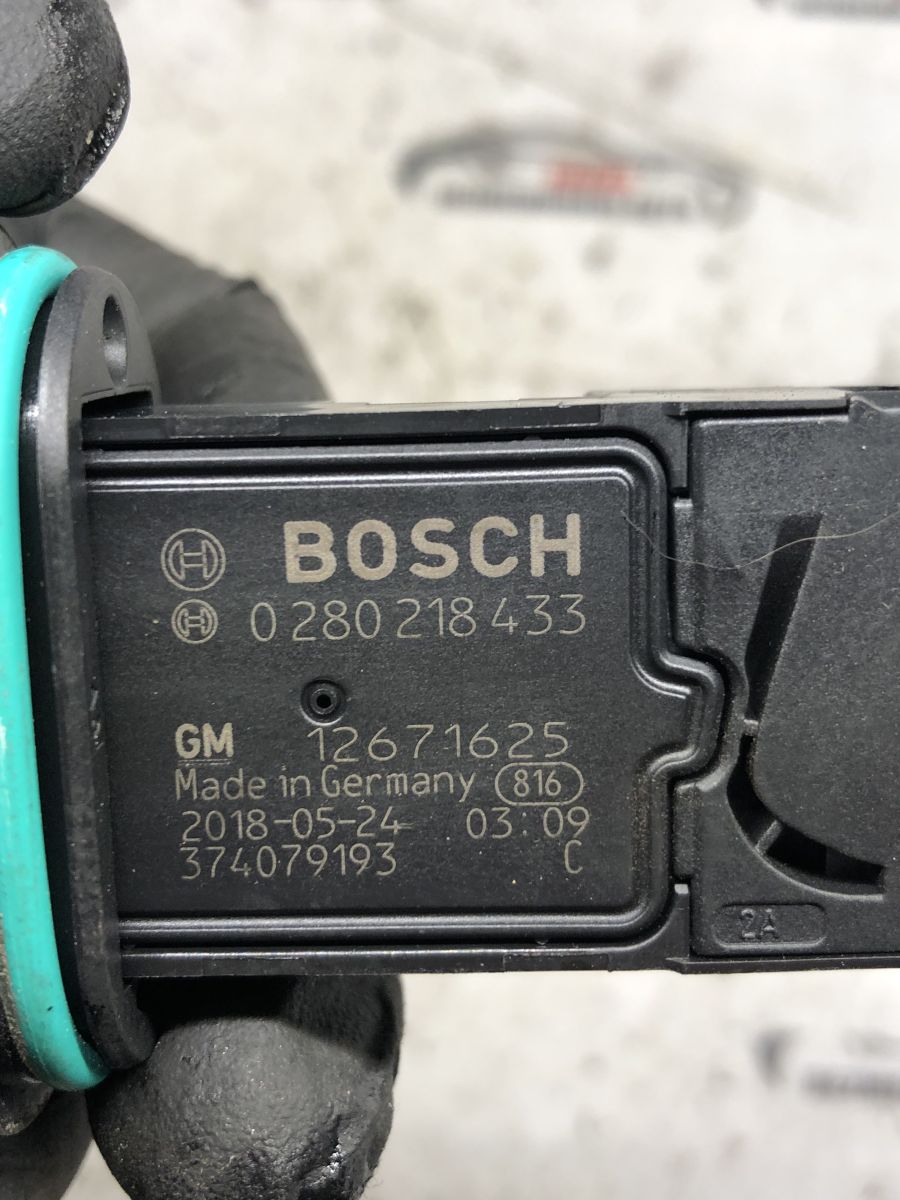 BOSCH
0 280 218 433
GM 12671625
Made in Germany 816
2018-05-24 03:09
374079193 C
2A